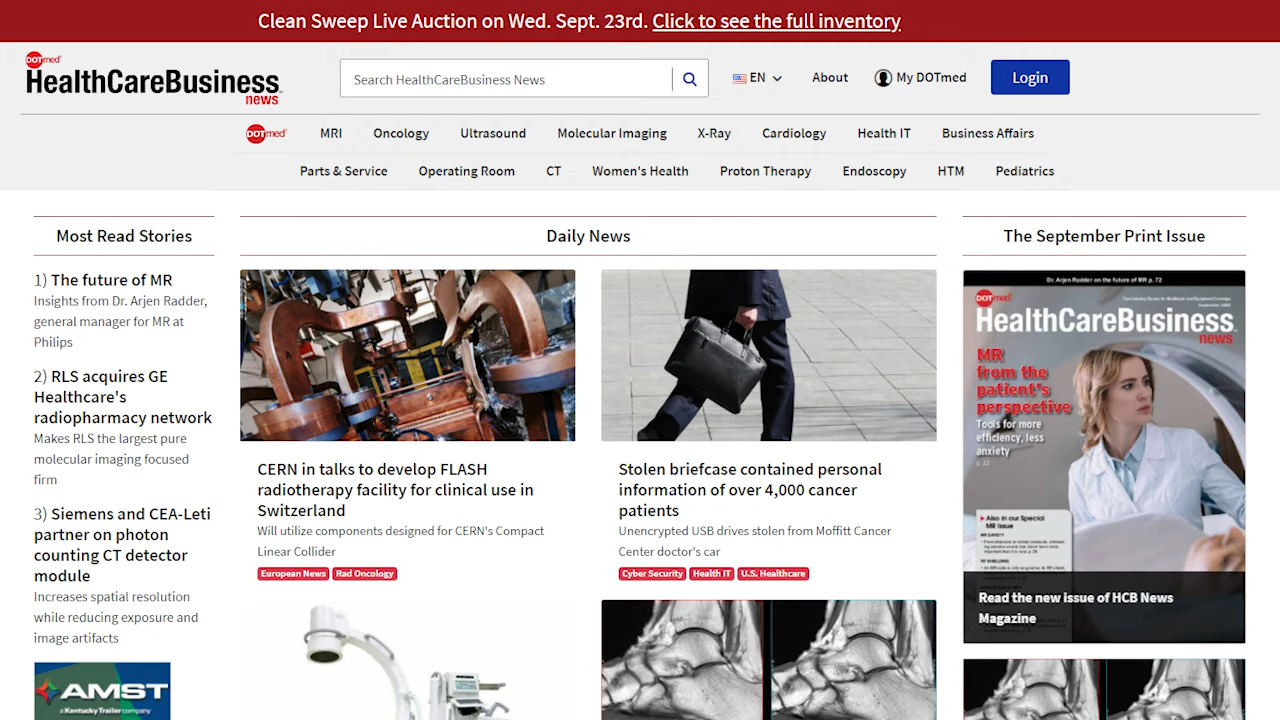 Clean Sweep Live Auction on Wed. Sept. 23rd. Click to see the full inventory
DOTmed
HealthCareBusiness
news
Search HealthCareBusiness News
EN
About
My DOTmed
Login
DOTmed
MRI
Oncology
Ultrasound
Molecular Imaging
X-Ray
Cardiology
Health IT
Business Affairs
Parts & Service
Operating Room
CT
Women's Health
Proton Therapy
Endoscopy
HTM
Pediatrics
Most Read Stories
1) The future of MR
Insights from Dr. Arjen Radder,
general manager for MR at
Philips
2) RLS acquires GE
Healthcare's
radiopharmacy network
Makes RLS the largest pure
molecular imaging focused
firm
3) Siemens and CEA-Leti
partner on photon
counting CT detector
module
Increases spatial resolution
while reducing exposure and
image artifacts
AMST
a Kentucky Trailer company
Daily News
CERN in talks to develop FLASH
radiotherapy facility for clinical use in
Switzerland
Will utilize components designed for CERN's Compact
Linear Collider
European News
Rad Oncology
Stolen briefcase contained personal
information of over 4,000 cancer
patients
Unencrypted USB drives stolen from Moffitt Cancer
Center doctor's car
Cyber Security
Health IT
U.S. Healthcare
The September Print Issue
Dr. Arjen Radder on the future of MR p. 72
DOTmed
HealthCareBusiness
news
MR
from the
patient's
perspective
Tools for more
efficiency, less
anxiety
p 22
Also in our Special
MR Issue
MR SAFETY
Read the new issue of HCB News
Magazine